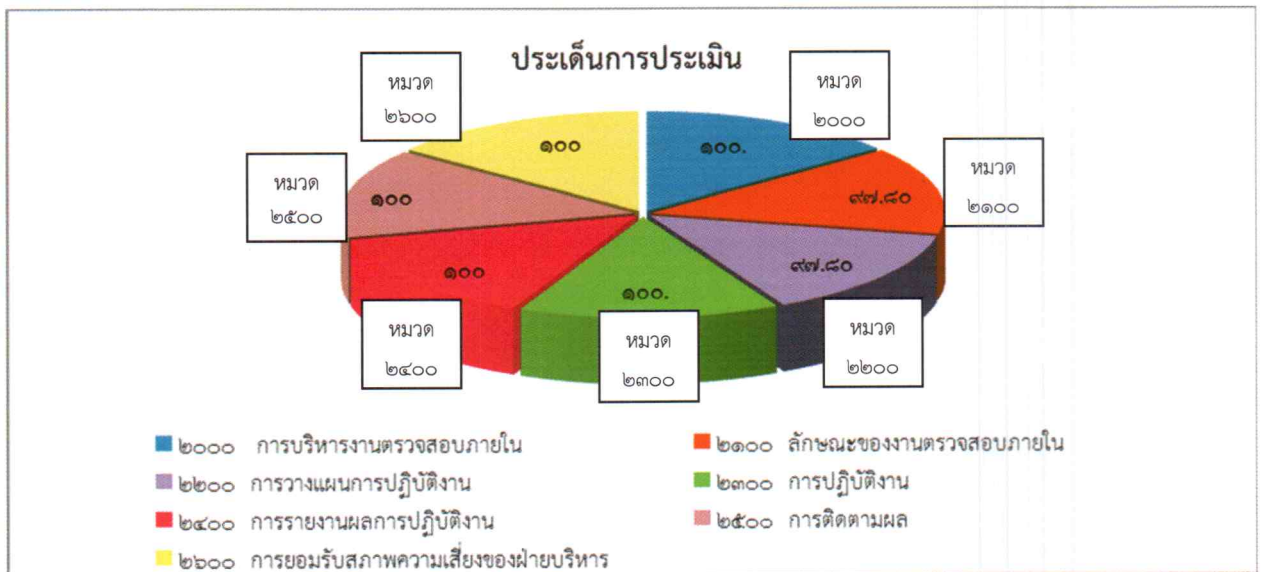 ประเด็นการประเมิน
หมวด
๒๖๐๐
หมวด
๒๐๐๐
๑๐๐
๑๐๐.
หมวด
๒๕๐๐
หมวด
๒๑๐๐
๑๐๐
๙๗.๘๐
๑๐๐
๙๗.๘๐
๑๐๐.
หมวด
๒๔๐๐
หมวด
๒๓๐๐
หมวด
๒๒๐๐
๒๐๐๐ การบริหารงานตรวจสอบภายใน
๒๑๐๐ ลักษณะของงานตรวจสอบภายใน
๒๒๐๐ การวางแผนการปฏิบัติงาน
๒๓๐๐ การปฏิบัติงาน
๒๔๐๐ การรายงานผลการปฏิบัติงาน
๒๕๐๐ การติดตามผล
๒๖๐๐ การยอมรับสภาพความเสี่ยงของฝ่ายบริหาร